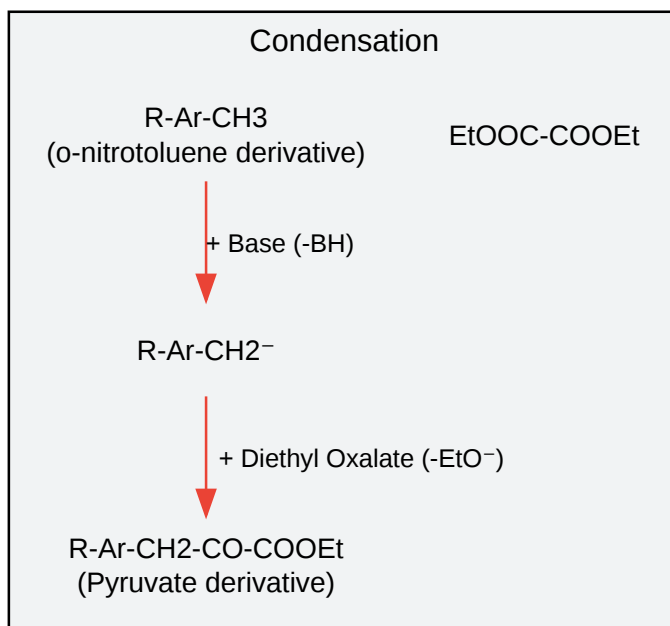 Condensation
R-Ar-CH3
(o-nitrotoluene derivative)
EtOOC-COOEt
+ Base (-BH)
R-Ar-CH2⁻
+ Diethyl Oxalate (-EtO⁻)
R-Ar-CH2-CO-COOEt
(Pyruvate derivative)